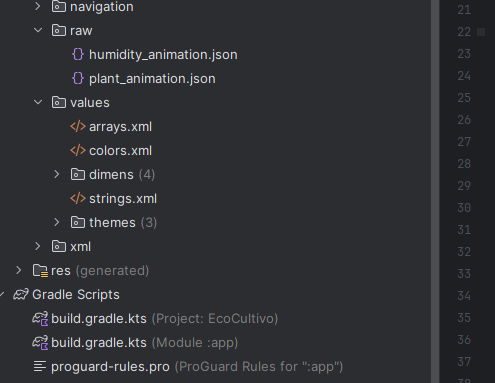 navigation
raw
humidity_animation.json
plant_animation.json
values
arrays.xml
colors.xml
dimens (4)
strings.xml
themes (3)
xml
res (generated)
Gradle Scripts
build.gradle.kts (Project: EcoCultivo)
build.gradle.kts (Module :app)
proguard-rules.pro (ProGuard Rules for ":app")
21
22
23
24
25
26
27
28
29
30
31
32
33
34
35
36
37
38